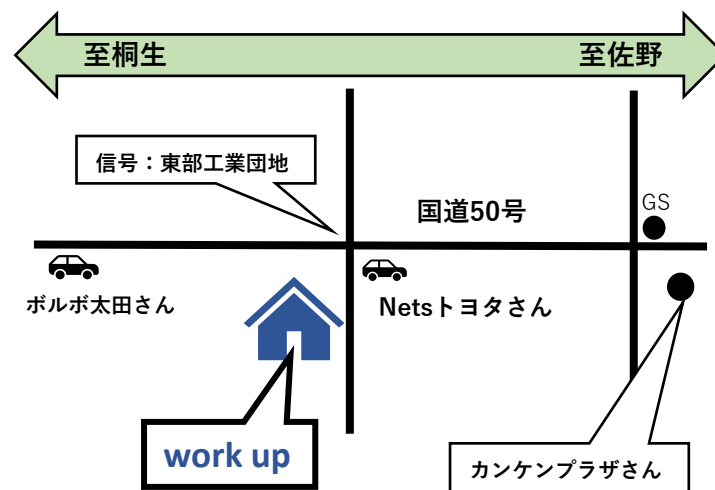 至桐生
至佐野
信号：東部工業団地
国道50号
GS
ボルボ太田さん
Netsトヨタさん
work up
カンケンプラザさん